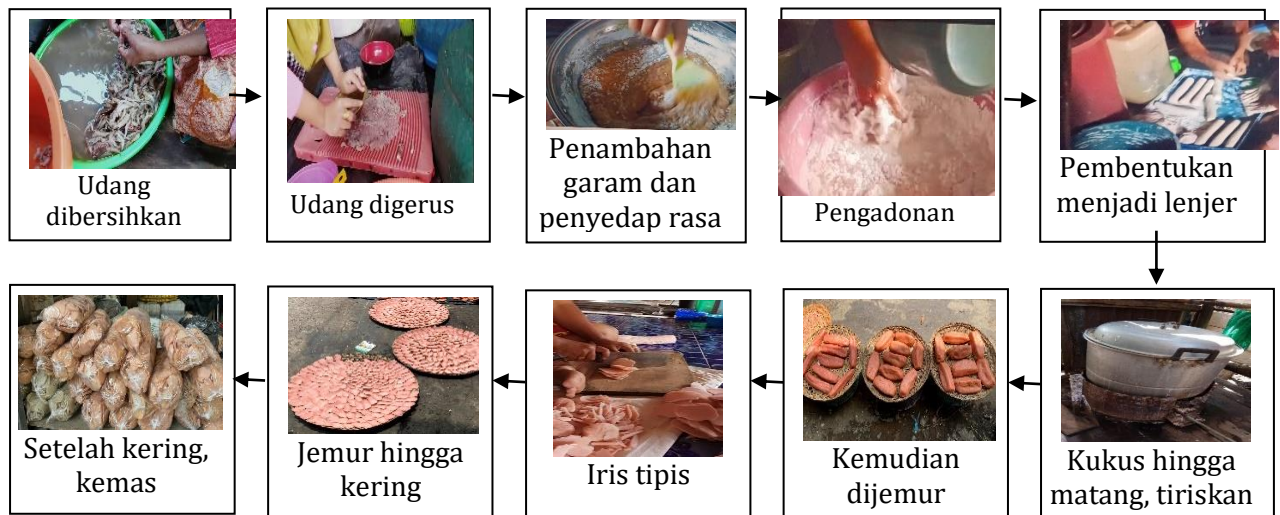 Udang
dibersihkan
Udang digerus
Penambahan
garam dan
penyedap rasa
Pengadonan
Pembentukan
menjadi lenjer
Kukus hingga
matang, tiriskan
Kemudian
dijemur
Iris tipis
Jemur hingga
kering
Setelah kering,
kemas